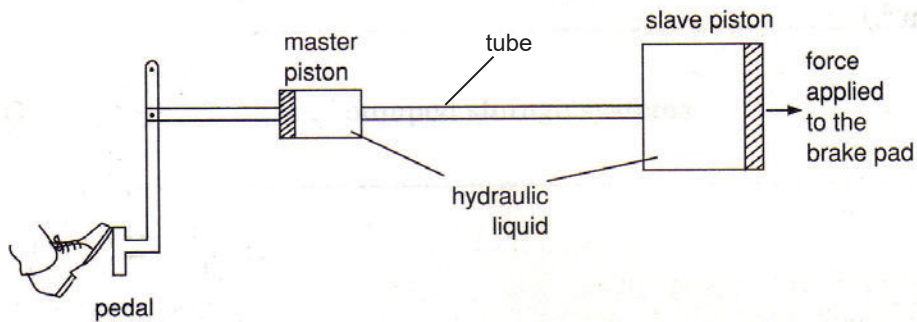 slave piston
master
piston
tube
force
applied
to the
brake pad
hydraulic
liquid
pedal